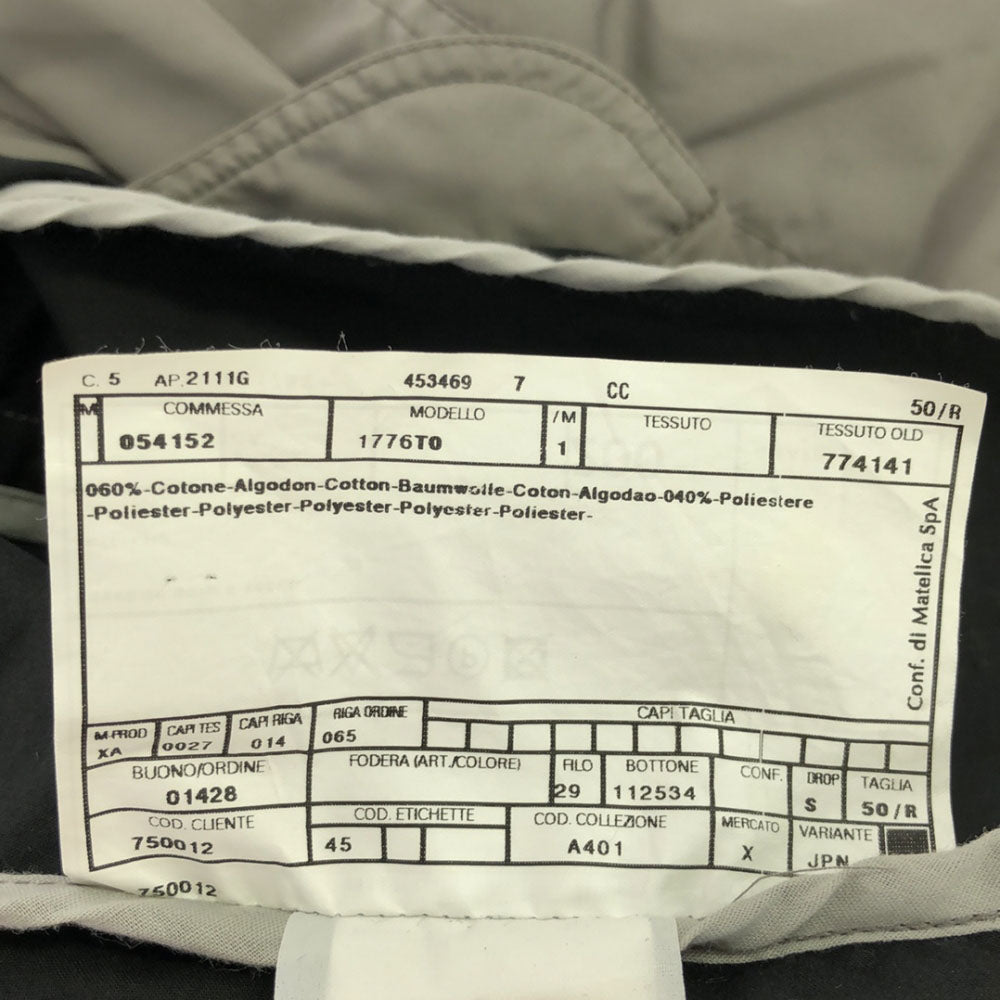 C. 5 AP.2111G 453469 7 CC 50/R
M COMMESSA MODELLO /M TESSUTO TESSUTO OLD
054152 1776T0 1 774141
060%-Cotone-Algodon-Cotton-Baumwolle-Coton-Algodao-040%-Poliestere
-Poliester-Polyester-Polyester-Polyester-Poliester-
Conf. di Matelica SpA
M-PROD CAPI TES CAPI RIGA RIGA ORDINE CAPI TAGLIA
XA 0027 014 065
BUONO/ORDINE FODERA (ART./COLORE) FILO BOTTONE CONF. DROP TAGLIA
01428 29 112534 S 50/R
COD. CLIENTE COD. ETICHETTE COD. COLLEZIONE MERCATO VARIANTE
750012 45 A401 X JPN
750012